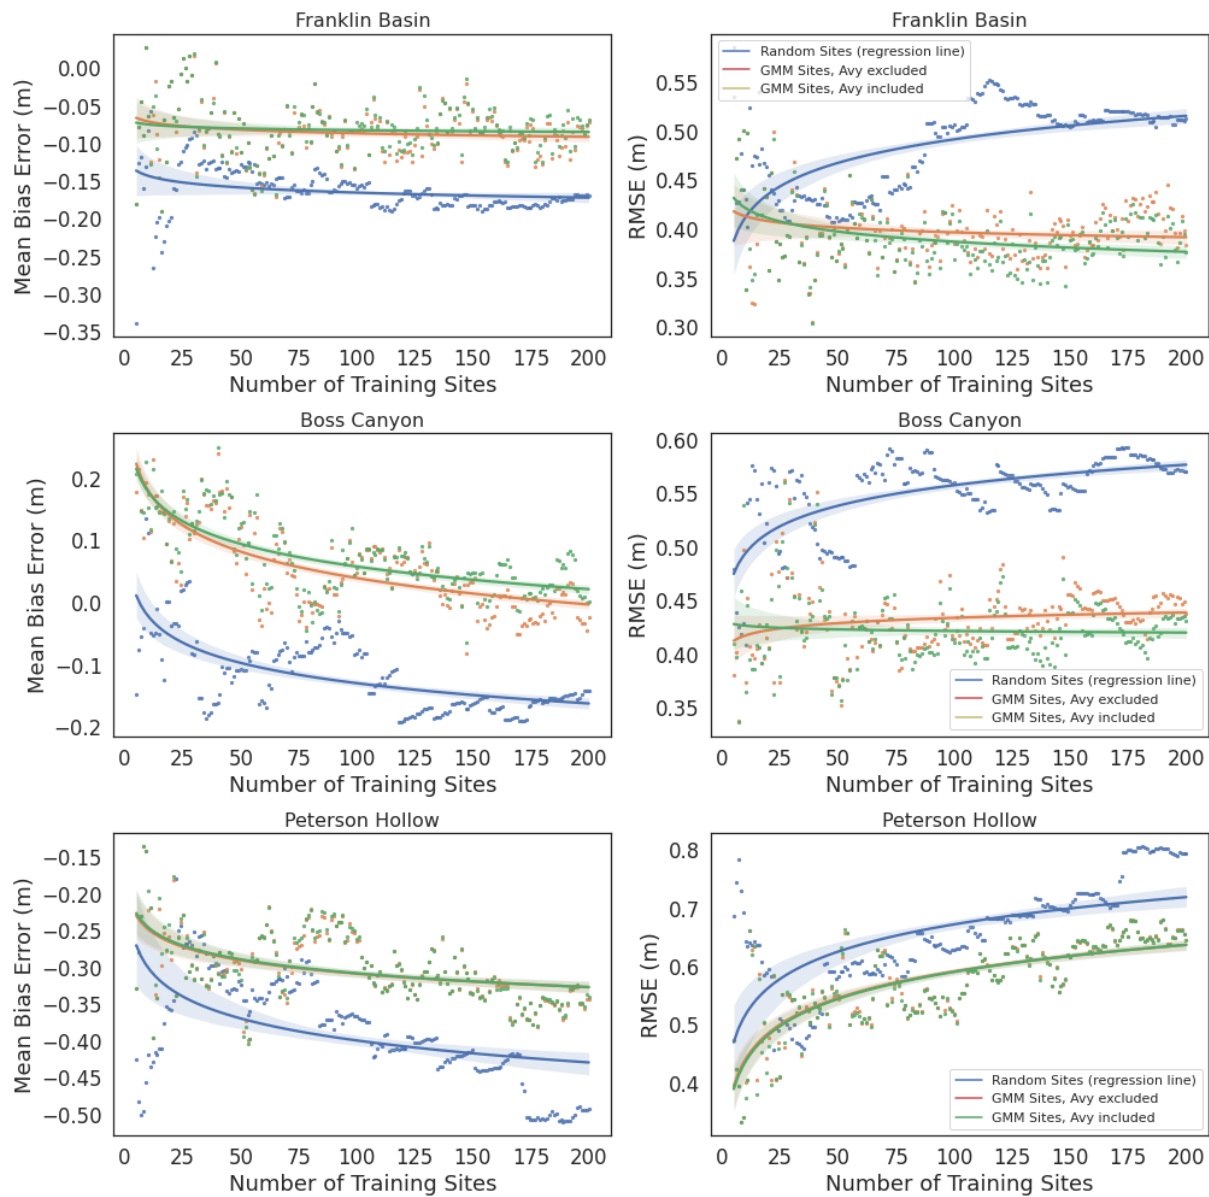 Franklin Basin
Mean Bias Error (m)
0.00
−0.05
−0.10
−0.15
−0.20
−0.25
−0.30
−0.35
0 25 50 75 100 125 150 175 200
Number of Training Sites
Franklin Basin
RMSE (m)
0.55
0.50
0.45
0.40
0.35
0.30
Random Sites (regression line)
GMM Sites, Avy excluded
GMM Sites, Avy included
0 25 50 75 100 125 150 175 200
Number of Training Sites
Boss Canyon
Mean Bias Error (m)
0.2
0.1
0.0
−0.1
−0.2
0 25 50 75 100 125 150 175 200
Number of Training Sites
Boss Canyon
RMSE (m)
0.60
0.55
0.50
0.45
0.40
0.35
Random Sites (regression line)
GMM Sites, Avy excluded
GMM Sites, Avy included
0 25 50 75 100 125 150 175 200
Number of Training Sites
Peterson Hollow
Mean Bias Error (m)
−0.15
−0.20
−0.25
−0.30
−0.35
−0.40
−0.45
−0.50
0 25 50 75 100 125 150 175 200
Number of Training Sites
Peterson Hollow
RMSE (m)
0.8
0.7
0.6
0.5
0.4
Random Sites (regression line)
GMM Sites, Avy excluded
GMM Sites, Avy included
0 25 50 75 100 125 150 175 200
Number of Training Sites